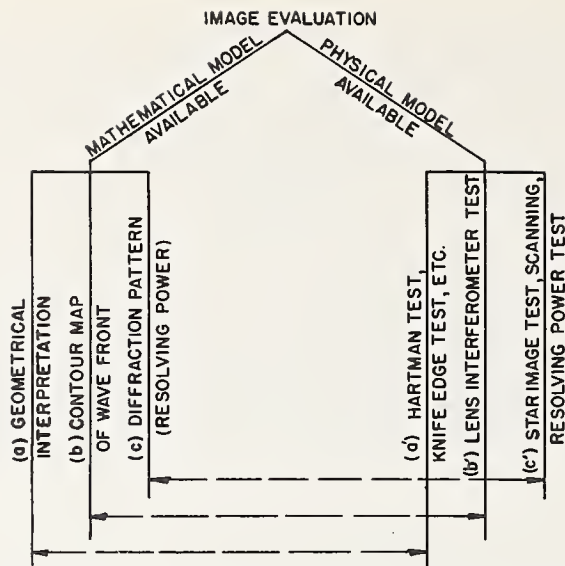 IMAGE EVALUATION
MATHEMATICAL MODEL
AVAILABLE
PHYSICAL MODEL
AVAILABLE
(a) GEOMETRICAL
INTERPRETATION
(b) CONTOUR MAP
OF WAVE FRONT
(c) DIFFRACTION PATTERN
(RESOLVING POWER)
(a') HARTMAN TEST,
KNIFE EDGE TEST, ETC.
(b') LENS INTERFEROMETER TEST
(c') STAR IMAGE TEST, SCANNING,
RESOLVING POWER TEST